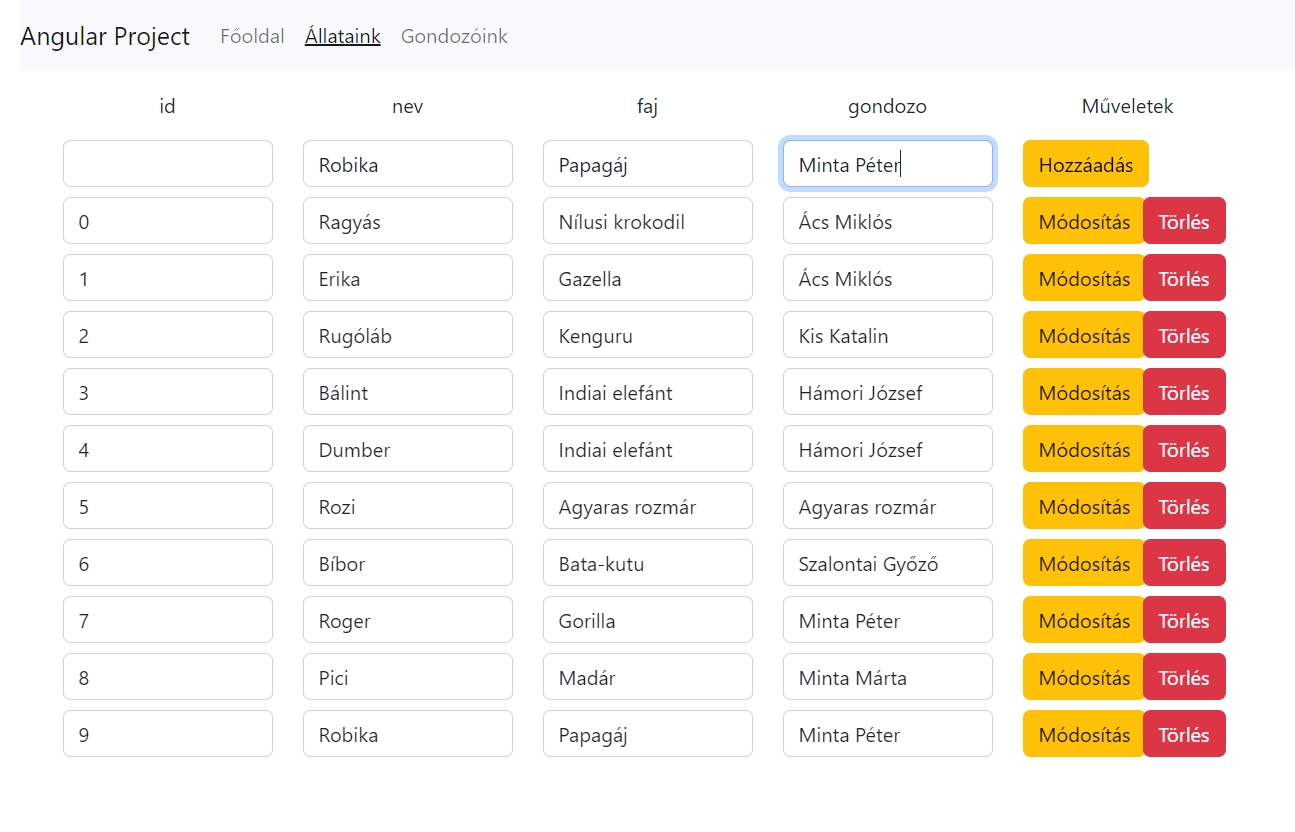 Angular Project Főoldal Állataink Gondozóink
id nev faj gondozo Műveletek
Robika Papagáj Minta Péter Hozzáadás
0 Ragyás Nílusi krokodil Ács Miklós Módosítás Törlés
1 Erika Gazella Ács Miklós Módosítás Törlés
2 Rugóláb Kenguru Kis Katalin Módosítás Törlés
3 Bálint Indiai elefánt Hámori József Módosítás Törlés
4 Dumber Indiai elefánt Hámori József Módosítás Törlés
5 Rozi Agyaras rozmár Agyaras rozmár Módosítás Törlés
6 Bíbor Bata-kutu Szalontai Győző Módosítás Törlés
7 Roger Gorilla Minta Péter Módosítás Törlés
8 Pici Madár Minta Márta Módosítás Törlés
9 Robika Papagáj Minta Péter Módosítás Törlés